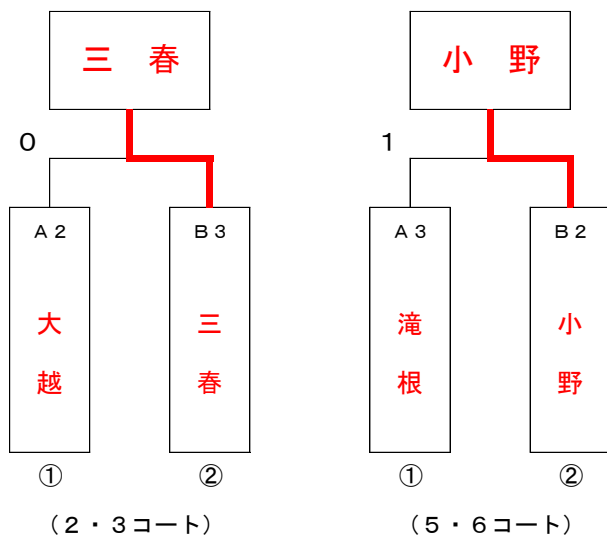 三　春
小　野
０
１
Ａ２
Ｂ３
Ａ３
Ｂ２
大越
三春
滝根
小野
①
②
①
②
（２・３コート）
（５・６コート）